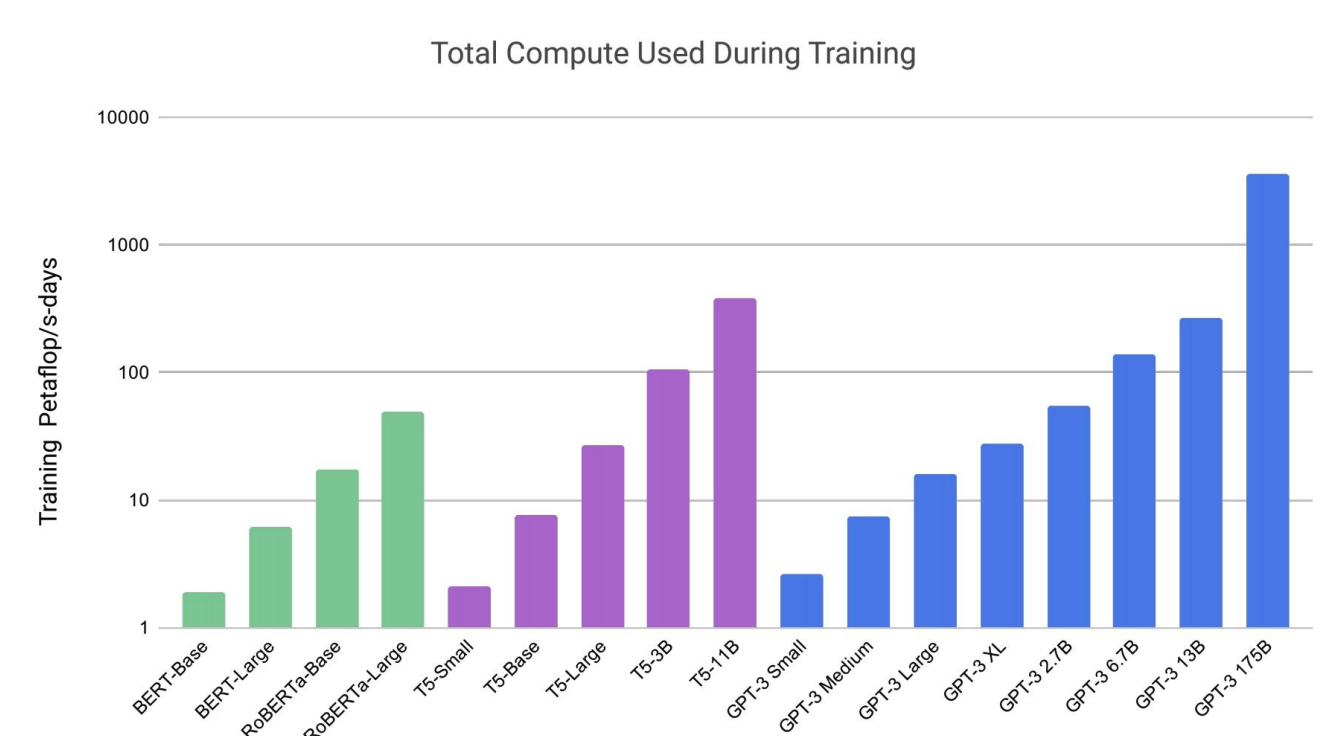 Total Compute Used During Training
Training Petaflop/s-days
10000
1000
100
10
1
BERT-Base
BERT-Large
RoBERTa-Base
RoBERTa-Large
T5-Small
T5-Base
T5-Large
T5-3B
T5-11B
GPT-3 Small
GPT-3 Medium
GPT-3 Large
GPT-3 XL
GPT-3 2.7B
GPT-3 6.7B
GPT-3 13B
GPT-3 175B